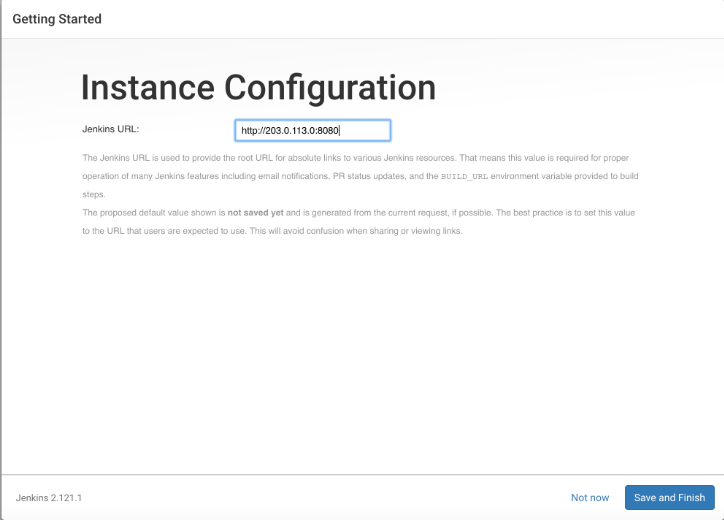 Getting Started
Instance Configuration
Jenkins URL: http://203.0.113.0:8080
The Jenkins URL is used to provide the root URL for absolute links to various Jenkins resources. That means this value is required for proper
operation of many Jenkins features including email notifications, PR status updates, and the BUILD_URL environment variable provided to build
steps.
The proposed default value shown is not saved yet and is generated from the current request, if possible. The best practice is to set this value
to the URL that users are expected to use. This will avoid confusion when sharing or viewing links.
Jenkins 2.121.1 Not now Save and Finish